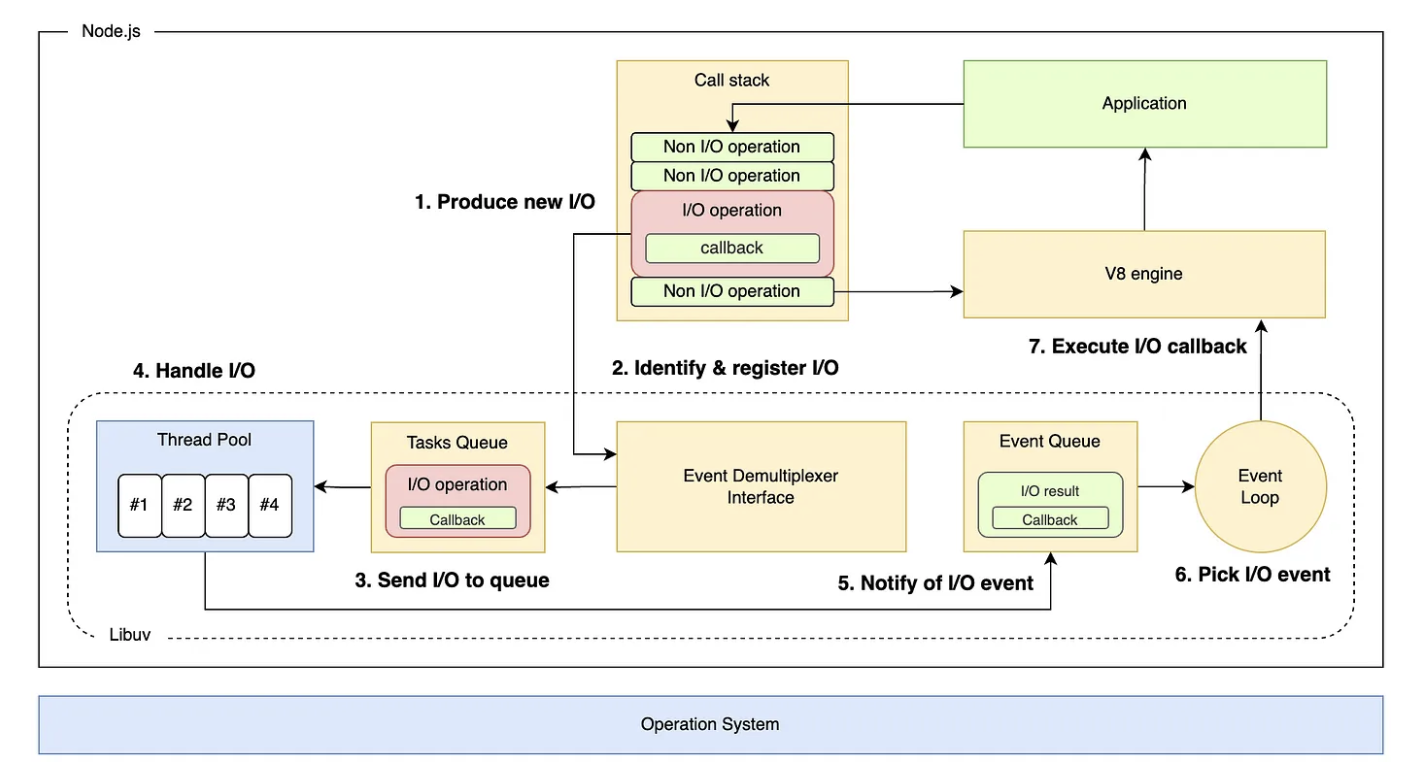 Node.js
Call stack
Application
Non I/O operation
Non I/O operation
1. Produce new I/O
I/O operation
callback
V8 engine
Non I/O operation
7. Execute I/O callback
4. Handle I/O
2. Identify & register I/O
Thread Pool
Tasks Queue
Event Queue
#1
#2
#3
#4
I/O operation
Callback
Event Demultiplexer
Interface
I/O result
Callback
Event
Loop
3. Send I/O to queue
5. Notify of I/O event
6. Pick I/O event
Libuv
Operation System